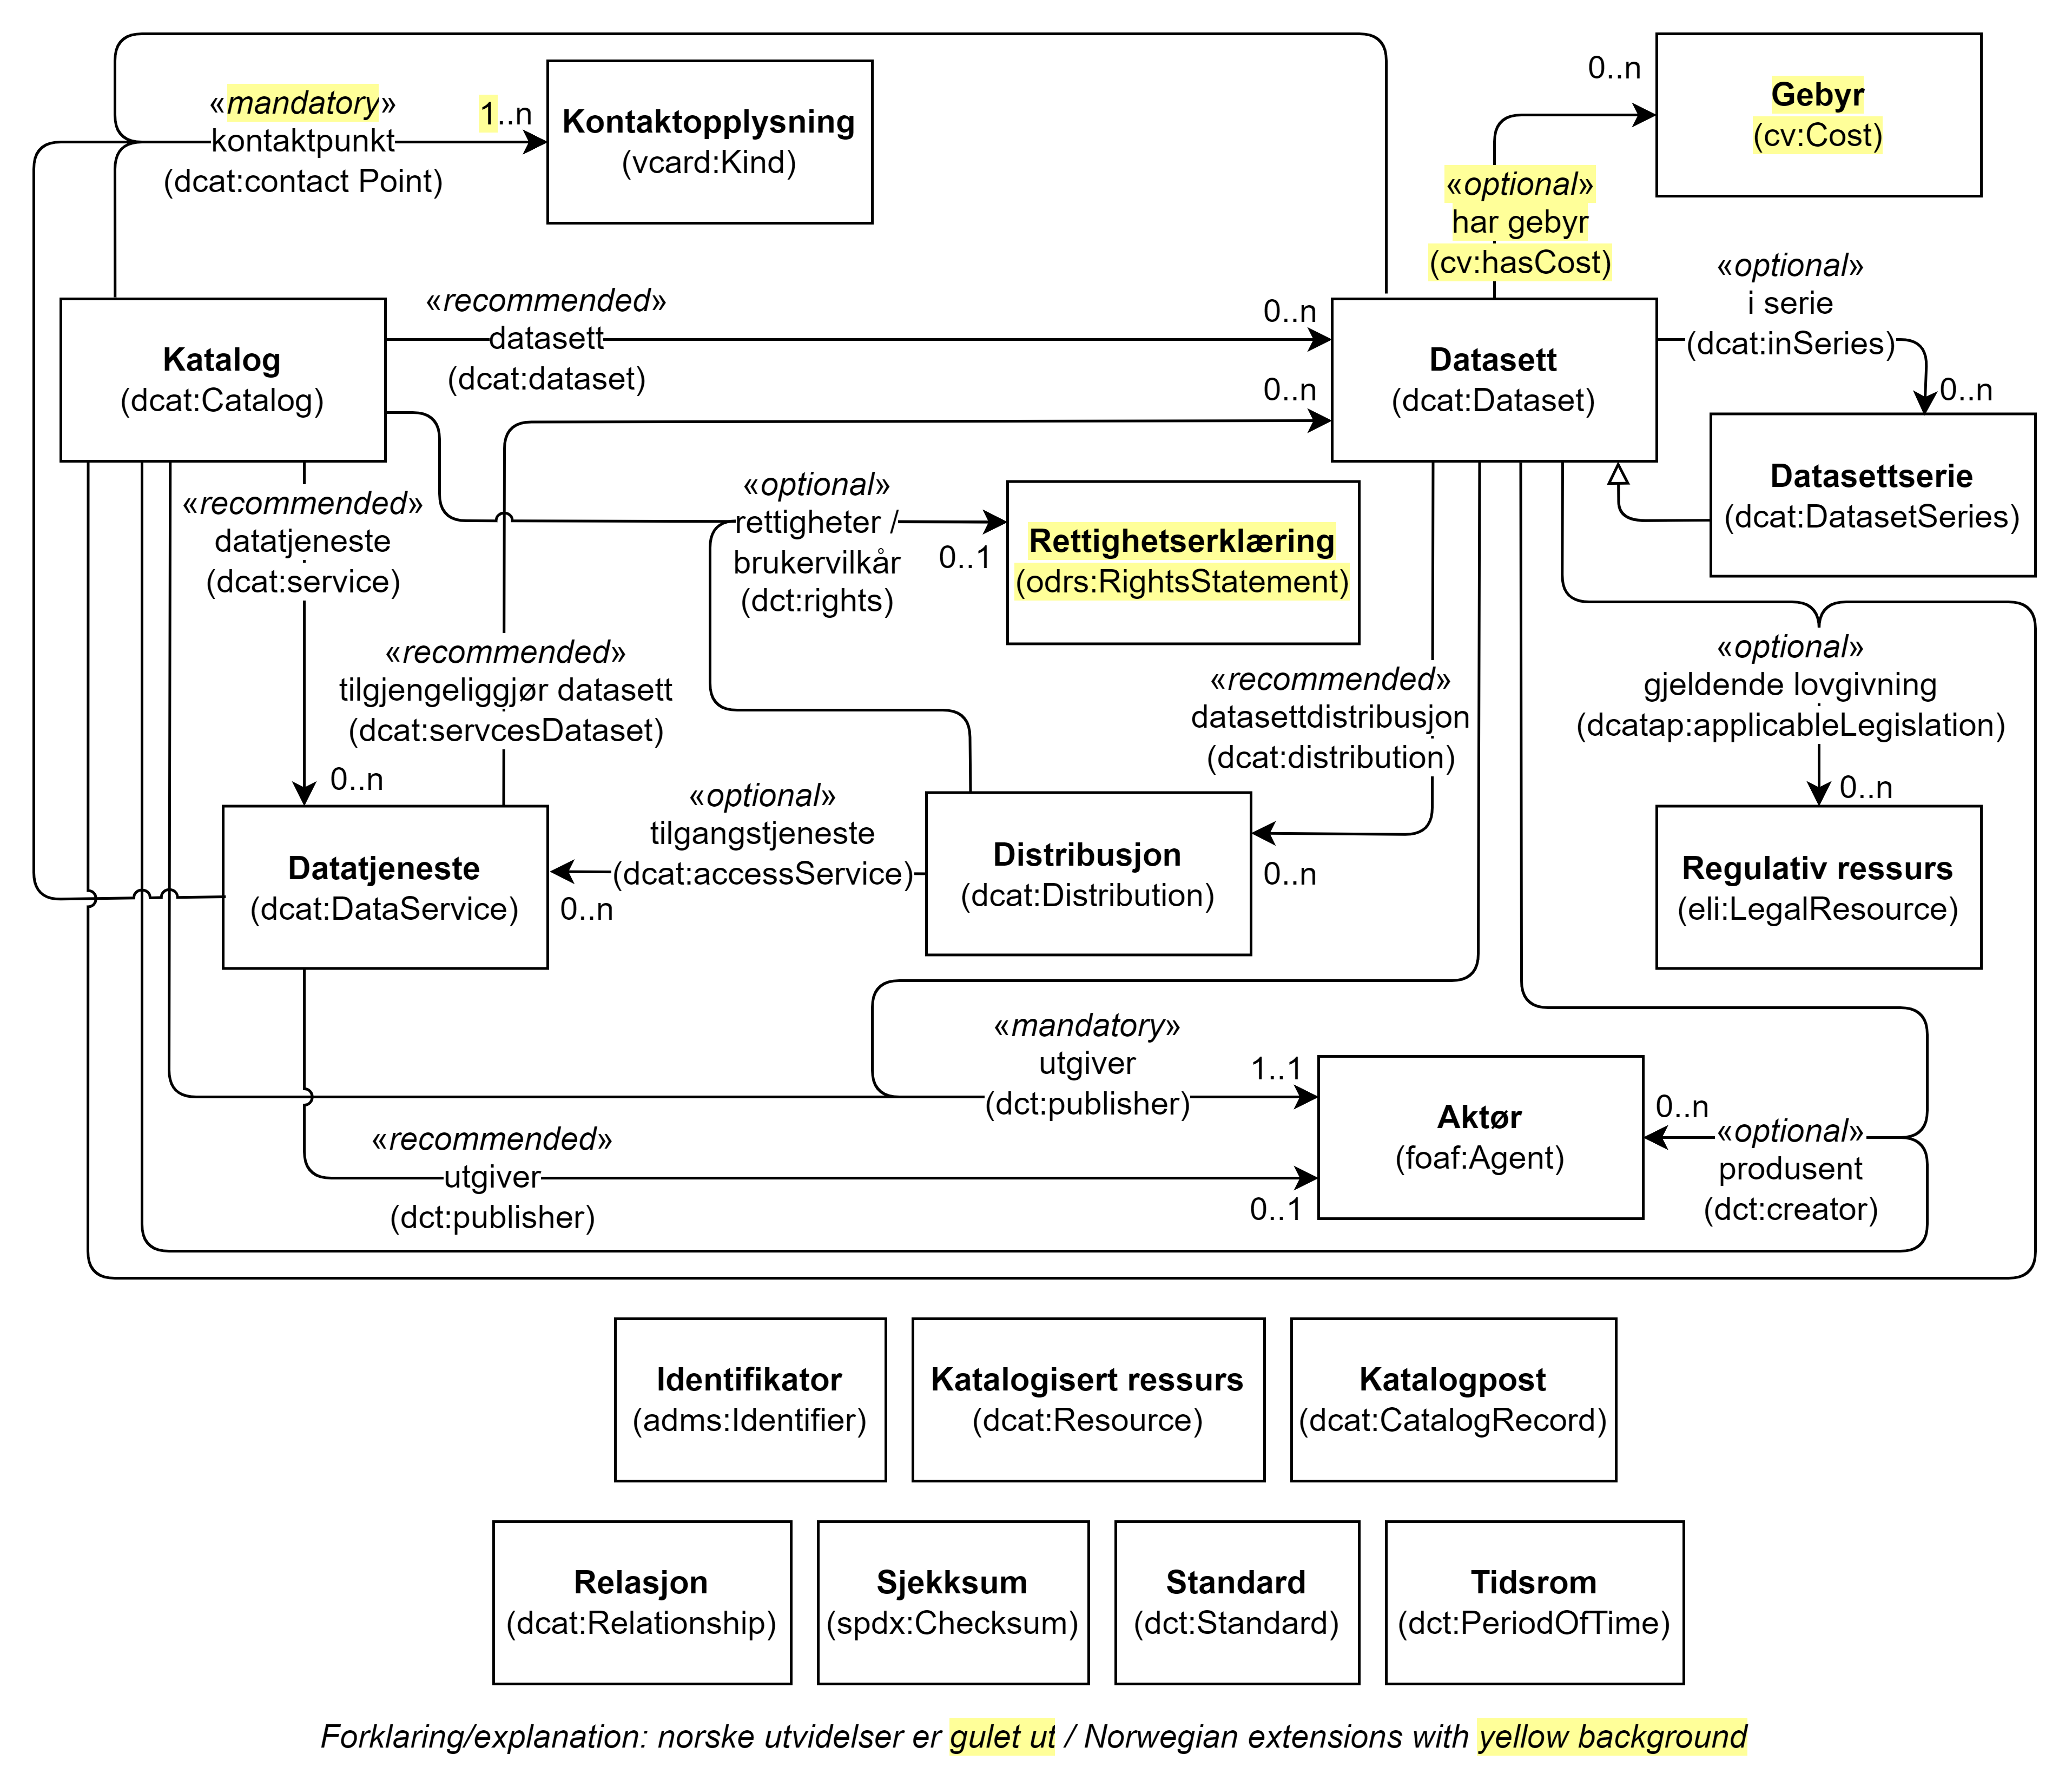 «mandatory»
kontaktpunkt
(dcat:contact Point)
1..n
Kontaktopplysning
(vcard:Kind)
0..n
Gebyr
(cv:Cost)
«optional»
har gebyr
(cv:hasCost)
«optional»
i serie
(dcat:inSeries)
0..n
Katalog
(dcat:Catalog)
«recommended»
datasett
(dcat:dataset)
0..n
0..n
Datasett
(dcat:Dataset)
Datasettserie
(dcat:DatasetSeries)
«recommended»
datatjeneste
(dcat:service)
0..n
«optional»
rettigheter /
brukervilkår
(dct:rights)
0..1
Rettighetserklæring
(odrs:RightsStatement)
«recommended»
tilgjengeliggjør datasett
(dcat:servcesDataset)
«recommended»
datasettdistribusjon
(dcat:distribution)
0..n
«optional»
gjeldende lovgivning
(dcatap:applicableLegislation)
0..n
Datatjeneste
(dcat:DataService)
«optional»
tilgangstjeneste
(dcat:accessService)
0..n
Distribusjon
(dcat:Distribution)
Regulativ ressurs
(eli:LegalResource)
«mandatory»
utgiver
(dct:publisher)
1..1
«recommended»
utgiver
(dct:publisher)
0..1
Aktør
(foaf:Agent)
0..n
«optional»
produsent
(dct:creator)
Identifikator
(adms:Identifier)
Katalogisert ressurs
(dcat:Resource)
Katalogpost
(dcat:CatalogRecord)
Relasjon
(dcat:Relationship)
Sjekksum
(spdx:Checksum)
Standard
(dct:Standard)
Tidsrom
(dct:PeriodOfTime)
Forklaring/explanation: norske utvidelser er gulet ut / Norwegian extensions with yellow background